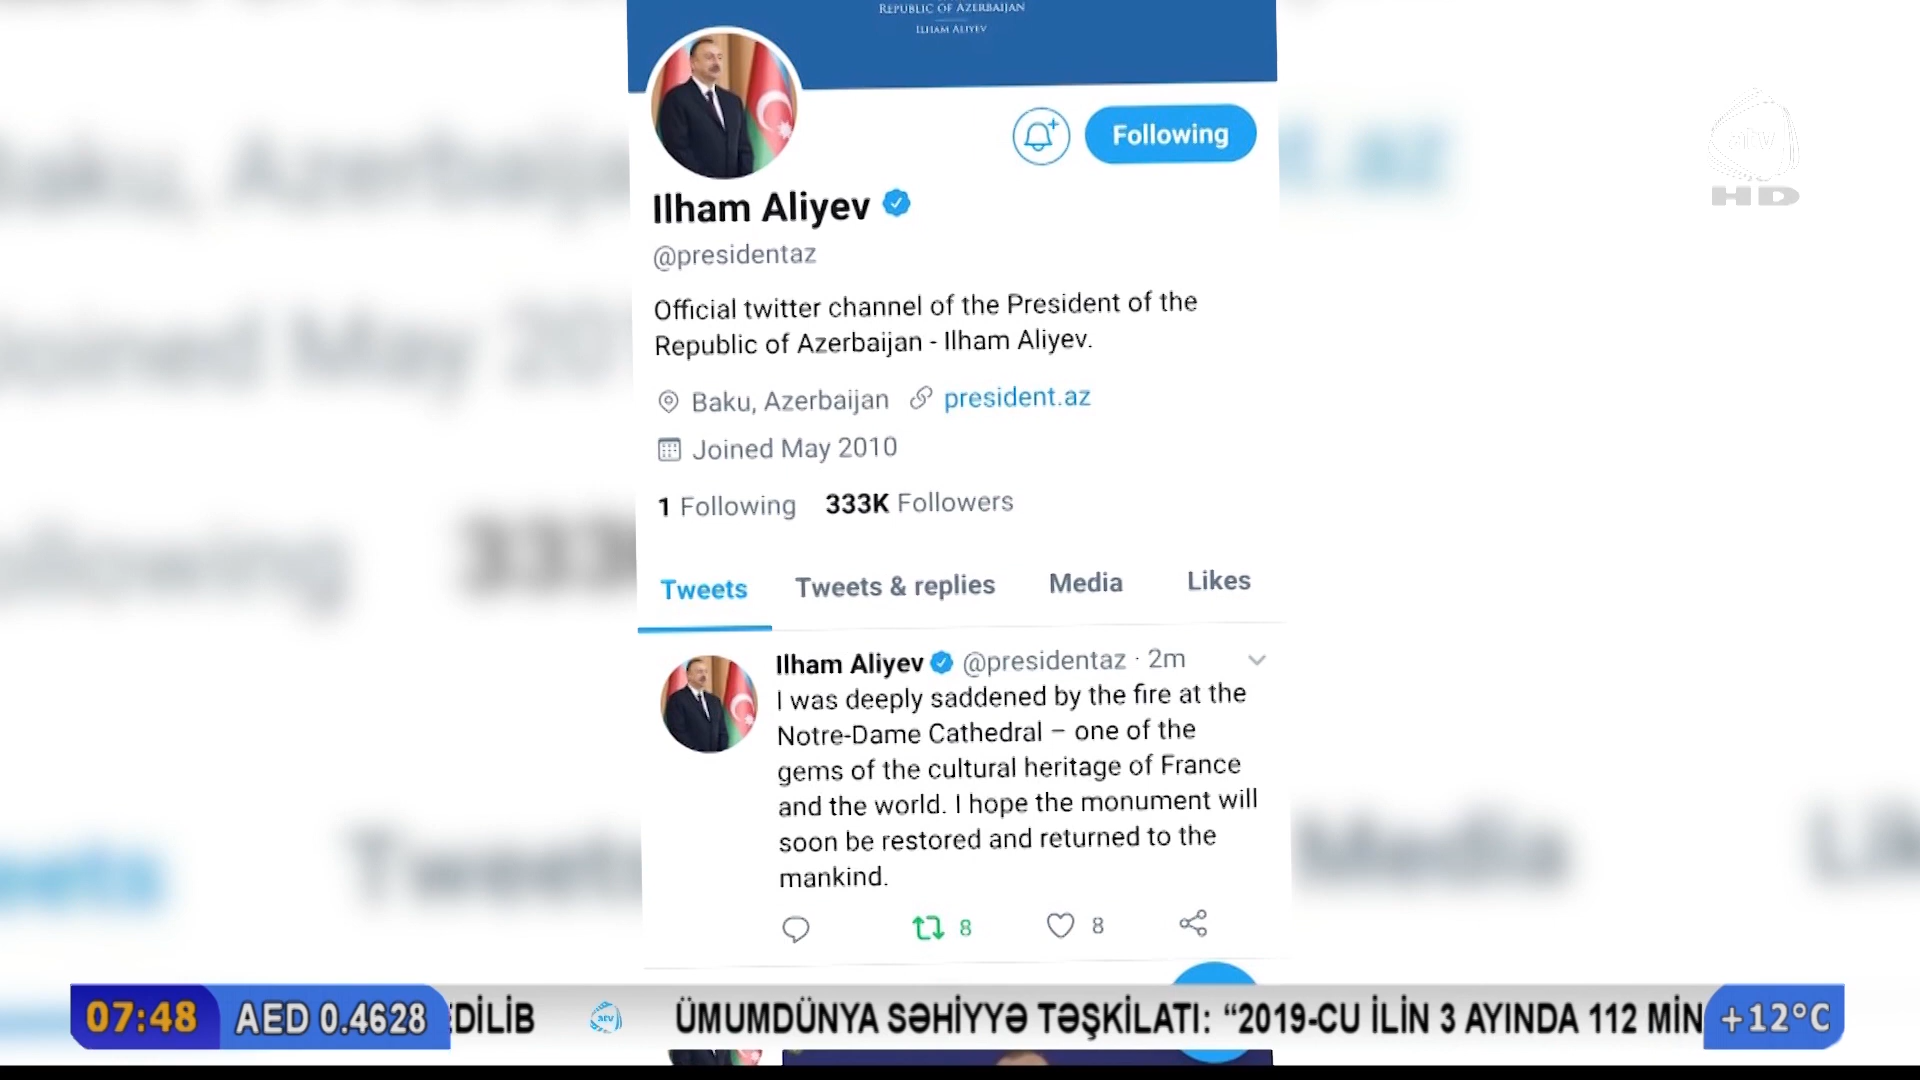 REPUBLIC OF AZERBAIJAN
ILHAM ALIYEV
Following
Ilham Aliyev
@presidentaz
Official twitter channel of the President of the
Republic of Azerbaijan - Ilham Aliyev.
Baku, Azerbaijan president.az
Joined May 2010
1 Following 333K Followers
Tweets Tweets & replies Media Likes
Ilham Aliyev @presidentaz · 2m
I was deeply saddened by the fire at the
Notre-Dame Cathedral – one of the
gems of the cultural heritage of France
and the world. I hope the monument will
soon be restored and returned to the
mankind.
8 8
atv
HD
07:48 AED 0.4628 EDİLİB atv ÜMUMDÜNYA SƏHİYYƏ TƏŞKİLATI: “2019-CU İLİN 3 AYINDA 112 MİN +12°C